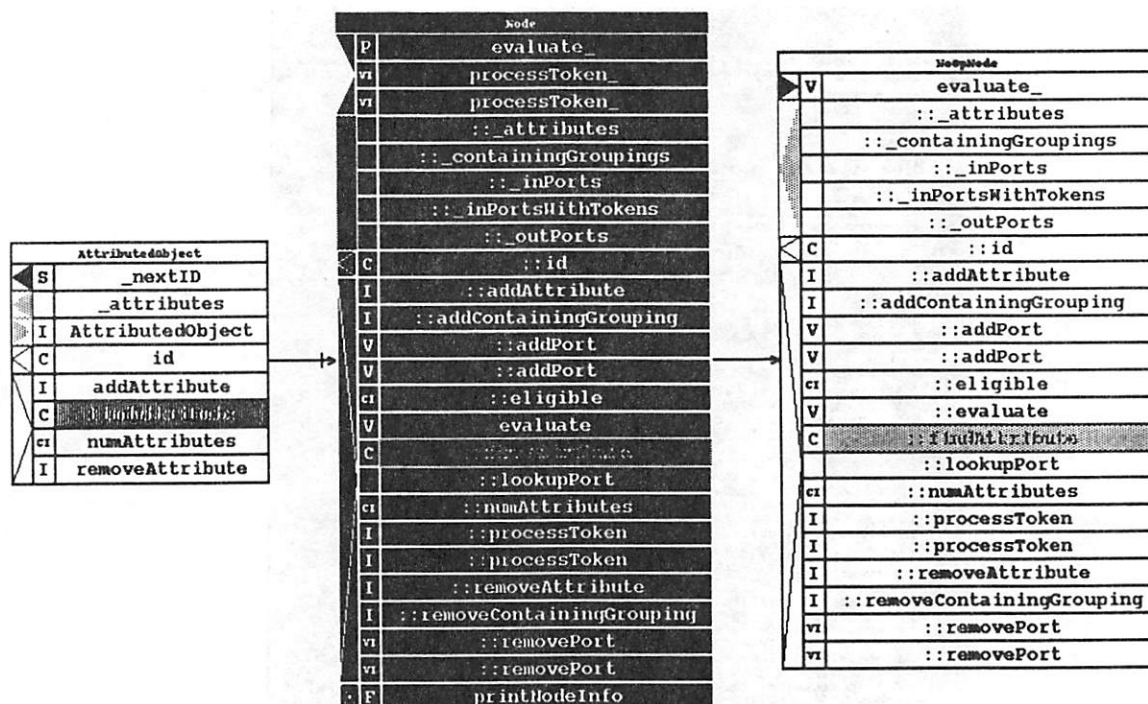 AttributedObject
S _nextID
_attributes
I AttributedObject
C id
I addAttribute
C
CI numAttributes
I removeAttribute
Node
P evaluate_
VI processToken_
VI processToken_
::_attributes
::_containingGroupings
::_inPorts
::_inPortsWithTokens
::_outPorts
C ::id
I ::addAttribute
I ::addContainingGrouping
V ::addPort
V ::addPort
CI ::eligible
V evaluate
C
::lookupPort
CI ::numAttributes
I ::processToken
I ::processToken
I ::removeAttribute
I ::removeContainingGrouping
VI ::removePort
VI ::removePort
F printNodeInfo
NoOpNode
V evaluate_
::_attributes
::_containingGroupings
::_inPorts
::_inPortsWithTokens
::_outPorts
C ::id
I ::addAttribute
I ::addContainingGrouping
V ::addPort
V ::addPort
CI ::eligible
V ::evaluate
C ::findAttribute
::lookupPort
CI ::numAttributes
I ::processToken
I ::processToken
I ::removeAttribute
I ::removeContainingGrouping
VI ::removePort
VI ::removePort